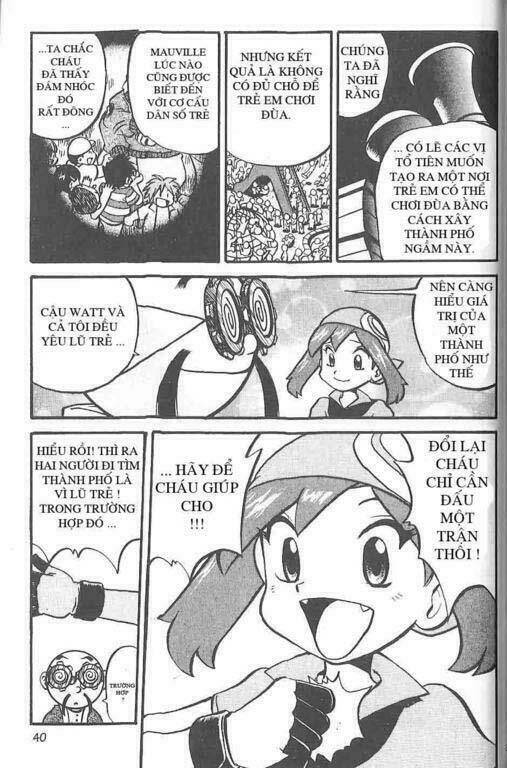 ...TA CHẮC
CHÁU
ĐÃ THẤY
ĐÁM NHÓC
ĐÓ
RẤT ĐÔNG
...
MAUVILLE
LÚC NÀO
CŨNG ĐƯỢC
BIẾT ĐẾN
VỚI CƠ CẤU
DÂN SỐ TRẺ
NHƯNG KẾT
QUẢ LÀ KHÔNG
CÓ ĐỦ CHỖ ĐỂ
TRẺ EM CHƠI
ĐÙA.
CHÚNG
TA ĐÃ
NGHĨ
RẰNG
... CÓ LẼ CÁC VỊ
TỔ TIÊN MUỐN
TẠO RA MỘT NƠI
TRẺ EM CÓ THỂ
CHƠI ĐÙA BẰNG
CÁCH XÂY
THÀNH PHỐ
NGẦM NÀY.
CẬU WATT VÀ
CẢ TÔI ĐỀU
YÊU LŨ TRẺ ...
NÊN CÀNG
HIỂU GIÁ
TRỊ CỦA
MỘT
THÀNH
PHỐ NHƯ
THẾ
HIỂU RỒI! THÌ RA
HAI NGƯỜI ĐI TÌM
THÀNH PHỐ LÀ
VÌ LŨ TRẺ !
TRONG TRƯỜNG
HỢP ĐÓ ...
TRƯỜNG
HỢP ?
... HÃY ĐỂ
CHÁU GIÚP
CHO
!!!
ĐỔI LẠI
CHÁU
CHỈ CẦN
ĐẤU
MỘT
TRẬN
THÔI !
40